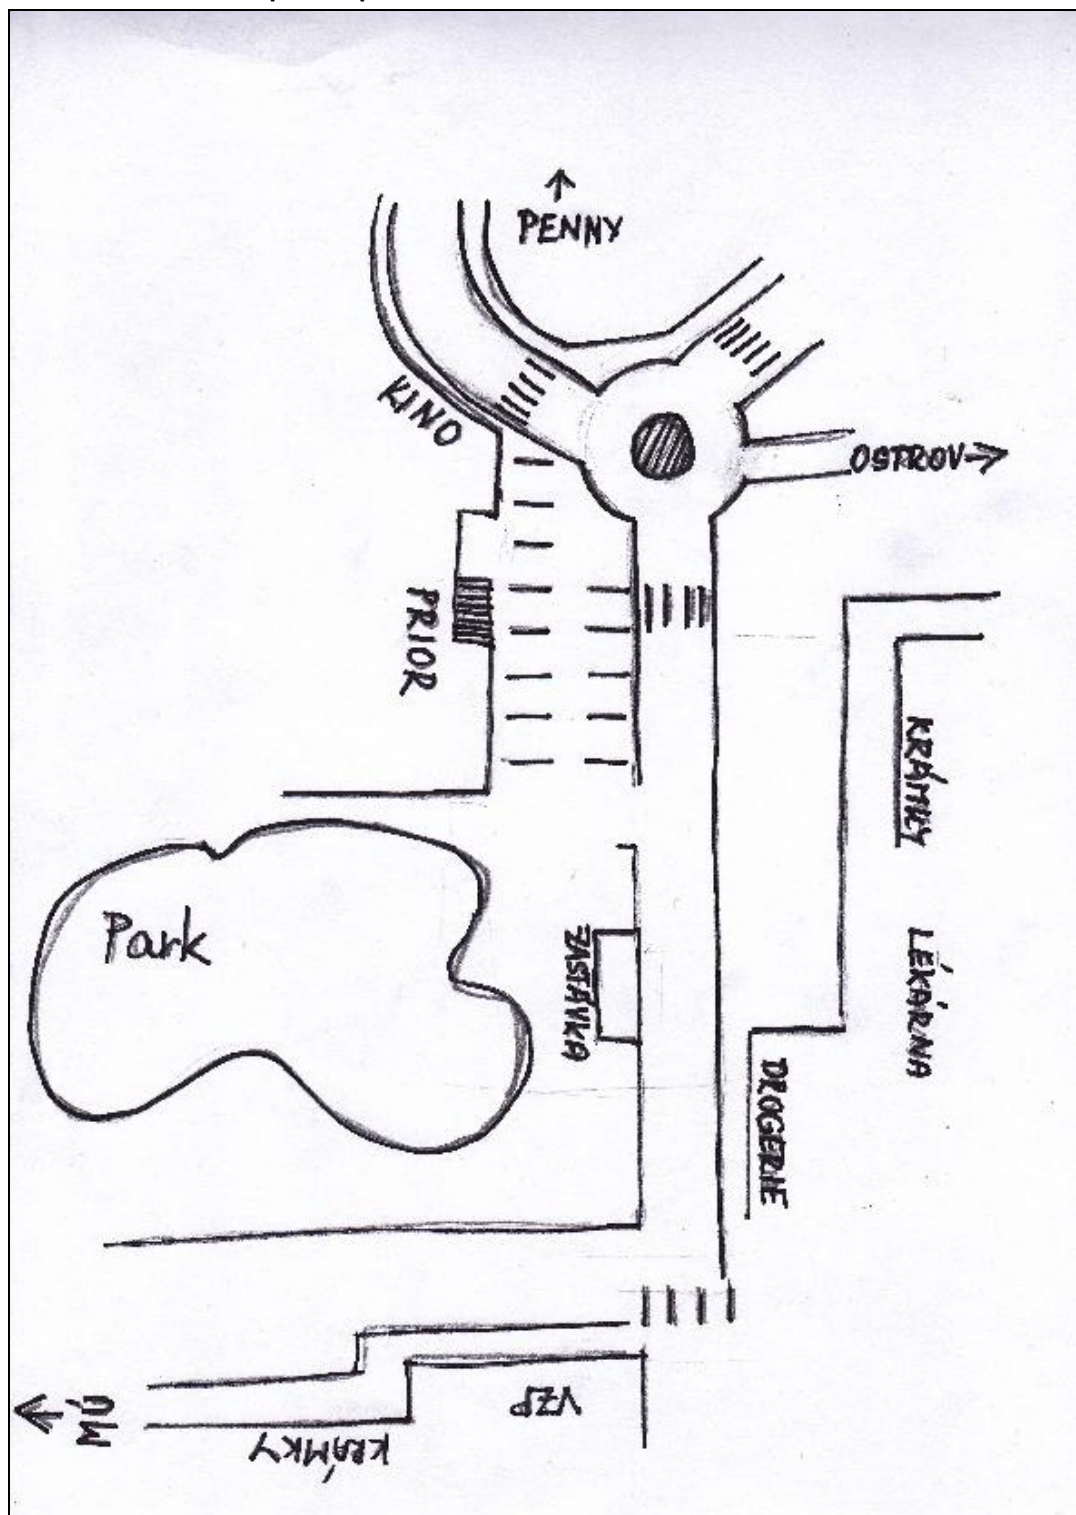 PENNY
KINO
OSTROV
PRIOR
KRÁMKY
Park
ZASTÁVKA
LÉKÁRNA
DROGERIE
VZP
MÚ
KRÁMKY